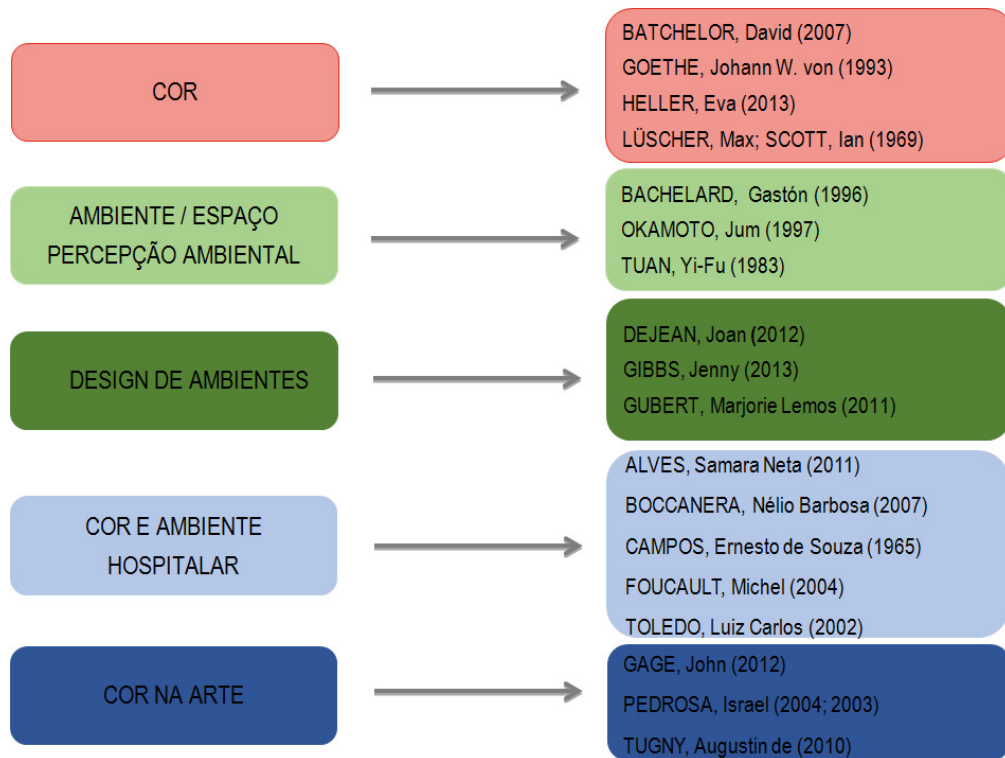 COR
BATCHELOR, David (2007)
GOETHE, Johann W. von (1993)
HELLER, Eva (2013)
LÜSCHER, Max; SCOTT, Ian (1969)
AMBIENTE / ESPAÇO
PERCEPÇÃO AMBIENTAL
BACHELARD, Gastón (1996)
OKAMOTO, Jum (1997)
TUAN, Yi-Fu (1983)
DESIGN DE AMBIENTES
DEJEAN, Joan (2012)
GIBBS, Jenny (2013)
GUBERT, Marjorie Lemos (2011)
COR E AMBIENTE
HOSPITALAR
ALVES, Samara Neta (2011)
BOCCANERA, Nélio Barbosa (2007)
CAMPOS, Ernesto de Souza (1965)
FOUCAULT, Michel (2004)
TOLEDO, Luiz Carlos (2002)
COR NA ARTE
GAGE, John (2012)
PEDROSA, Israel (2004; 2003)
TUGNY, Augustin de (2010)